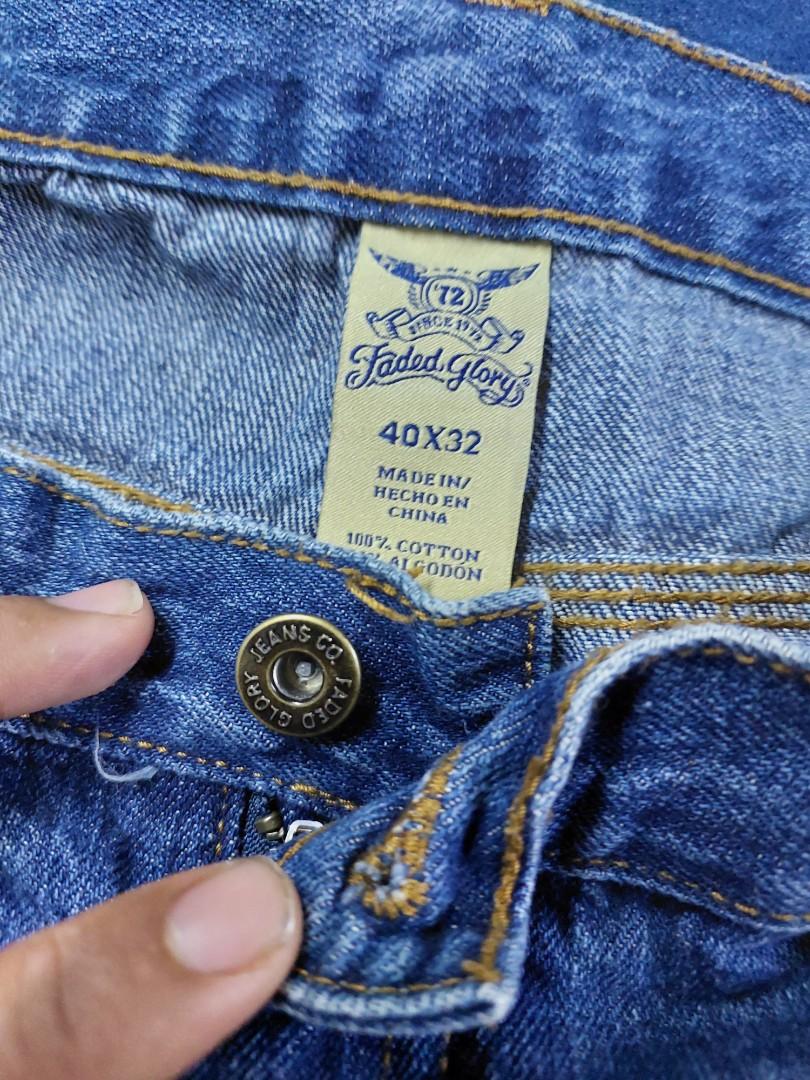 '72
SINCE 1972
Faded Glory®
40X32
MADE IN/
HECHO EN
CHINA
100% COTTON
ALGODÓN
JEANS CO.
FADED GLORY